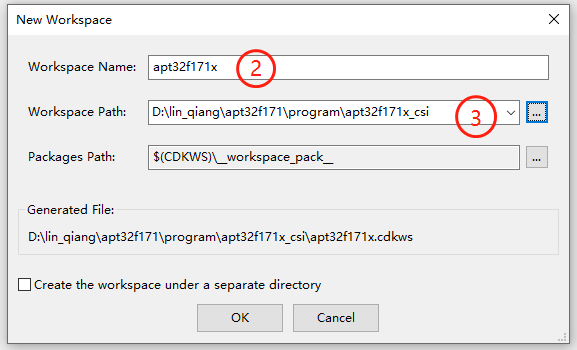 New Workspace
Workspace Name: apt32f171x 2
Workspace Path: D:\lin_qiang\apt32f171\program\apt32f171x_csi 3 ...
Packages Path: $(CDKWS)\__workspace_pack__ ...
Generated File:
D:\lin_qiang\apt32f171\program\apt32f171x_csi\apt32f171x.cdkws
Create the workspace under a separate directory
OK Cancel